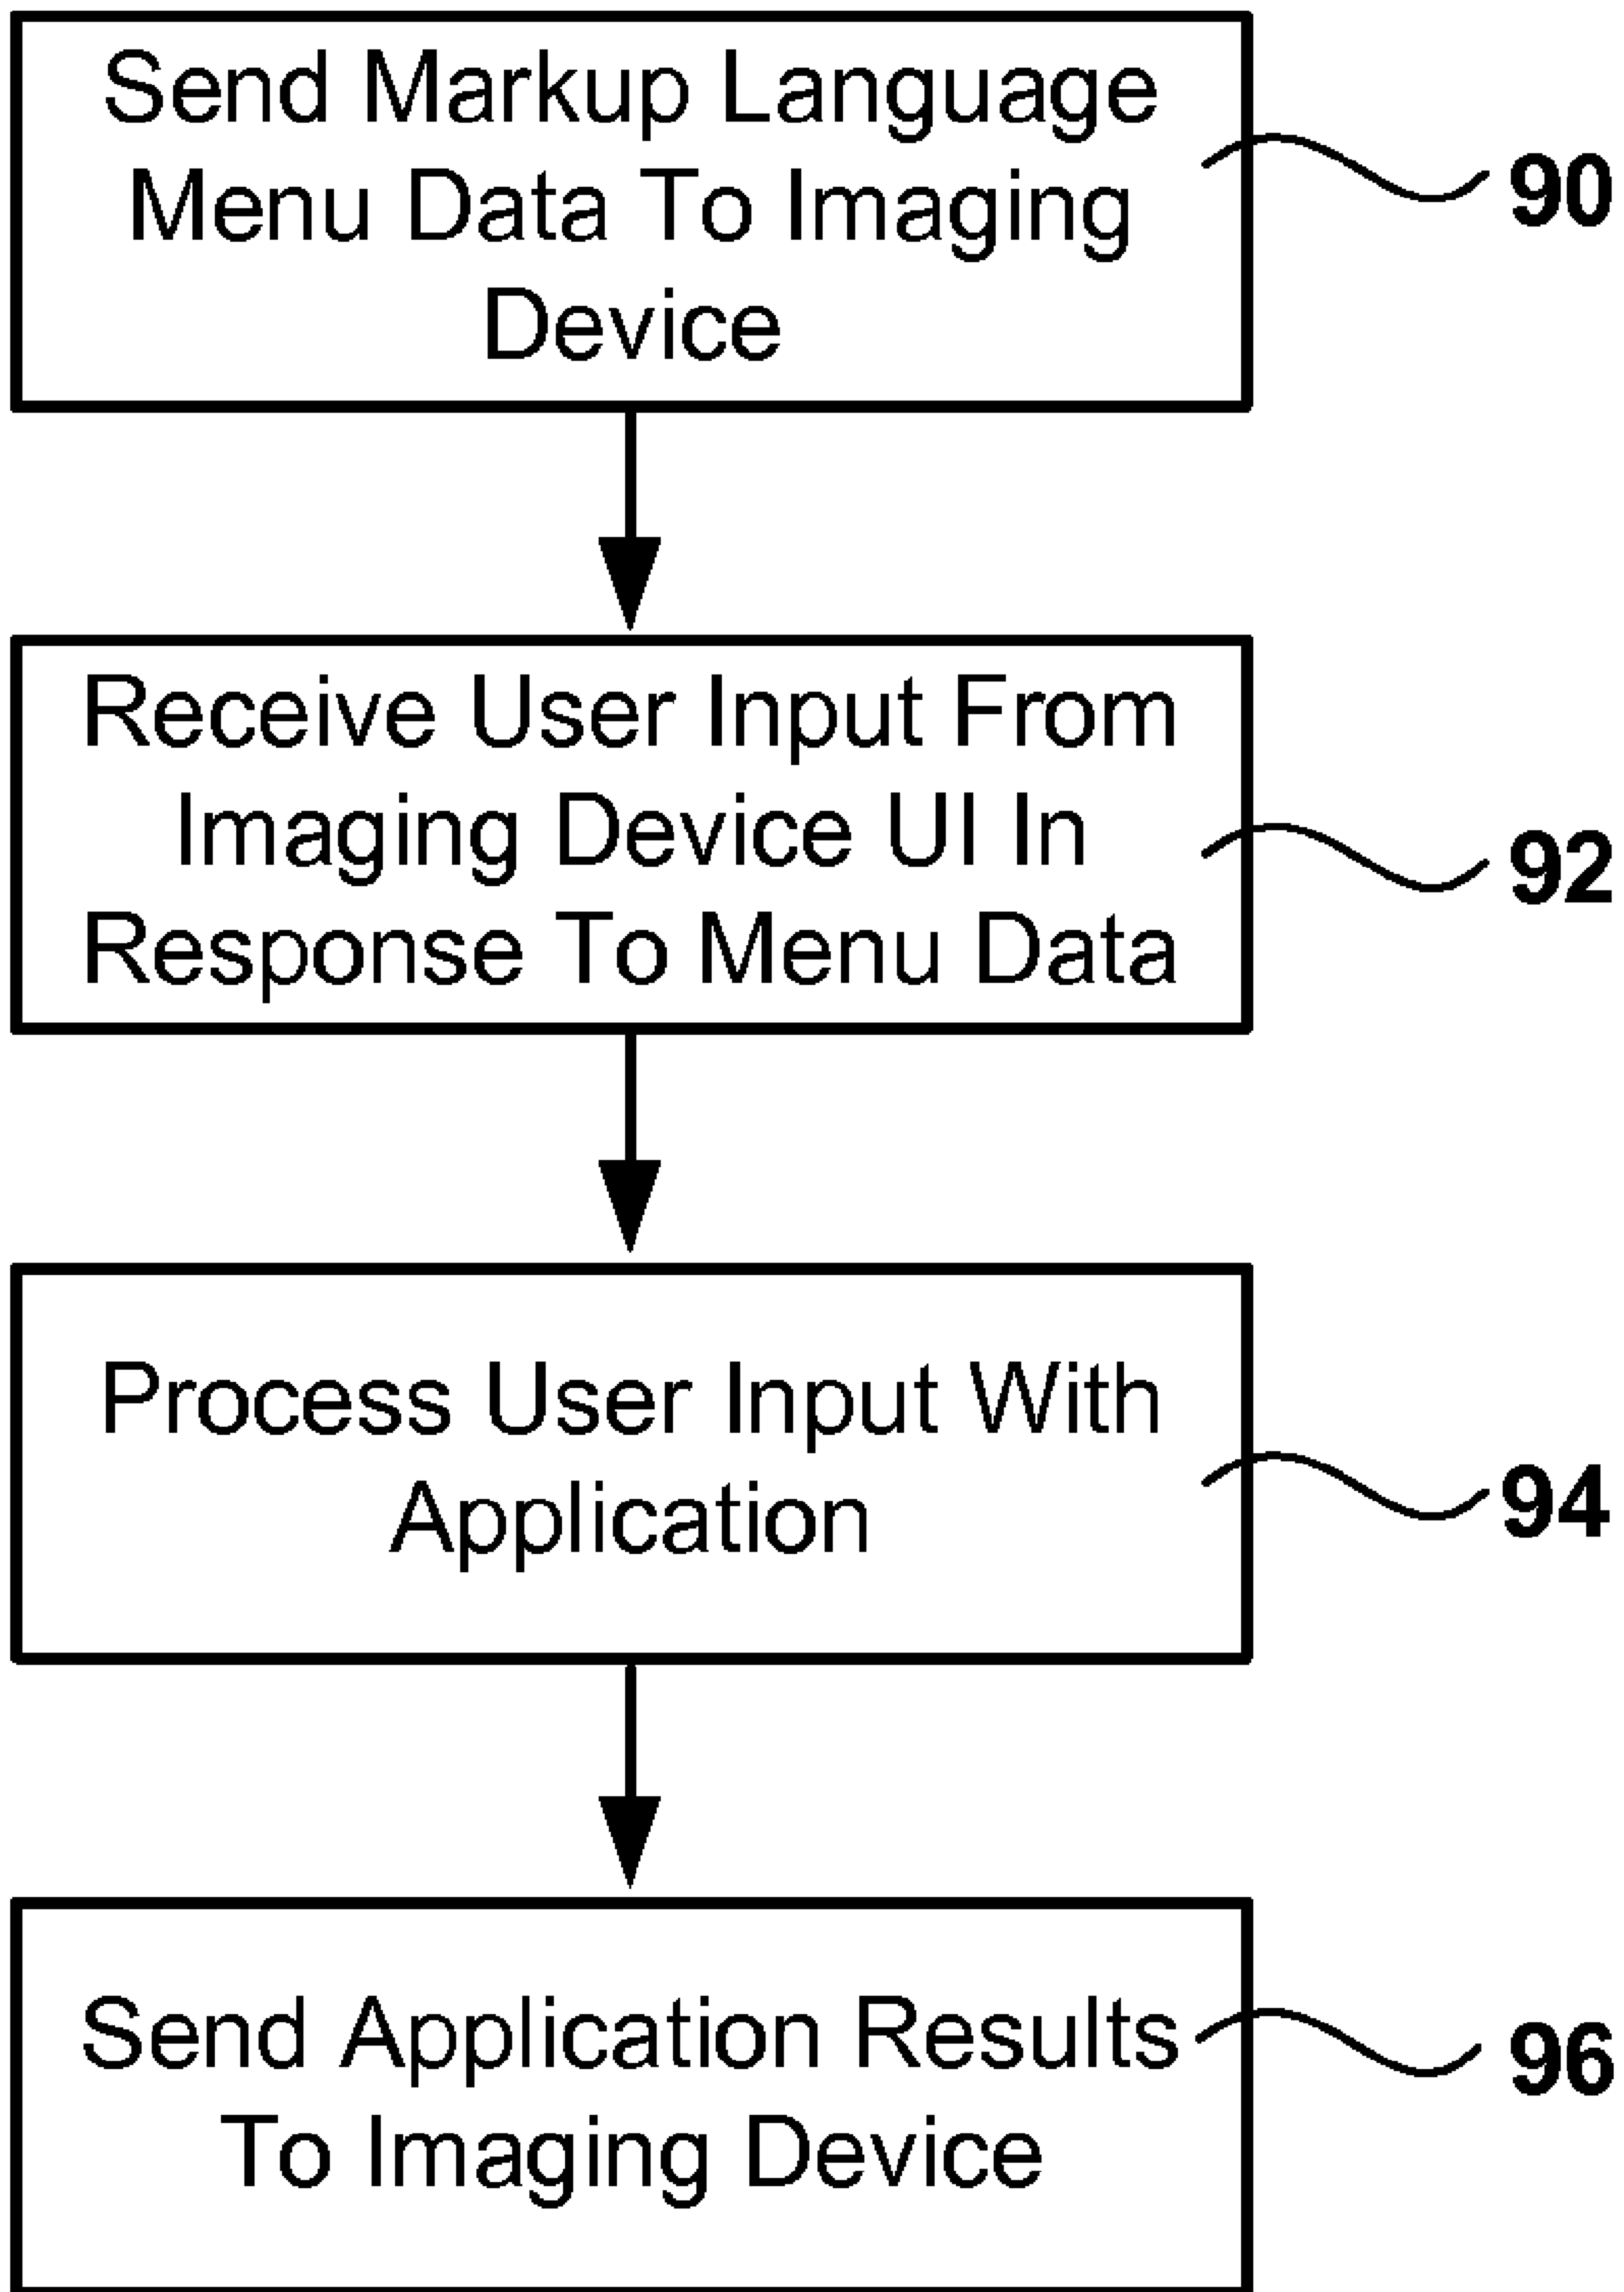 Send Markup Language
Menu Data To Imaging
Device
90
Receive User Input From
Imaging Device UI In
Response To Menu Data
92
Process User Input With
Application
94
Send Application Results
To Imaging Device
96